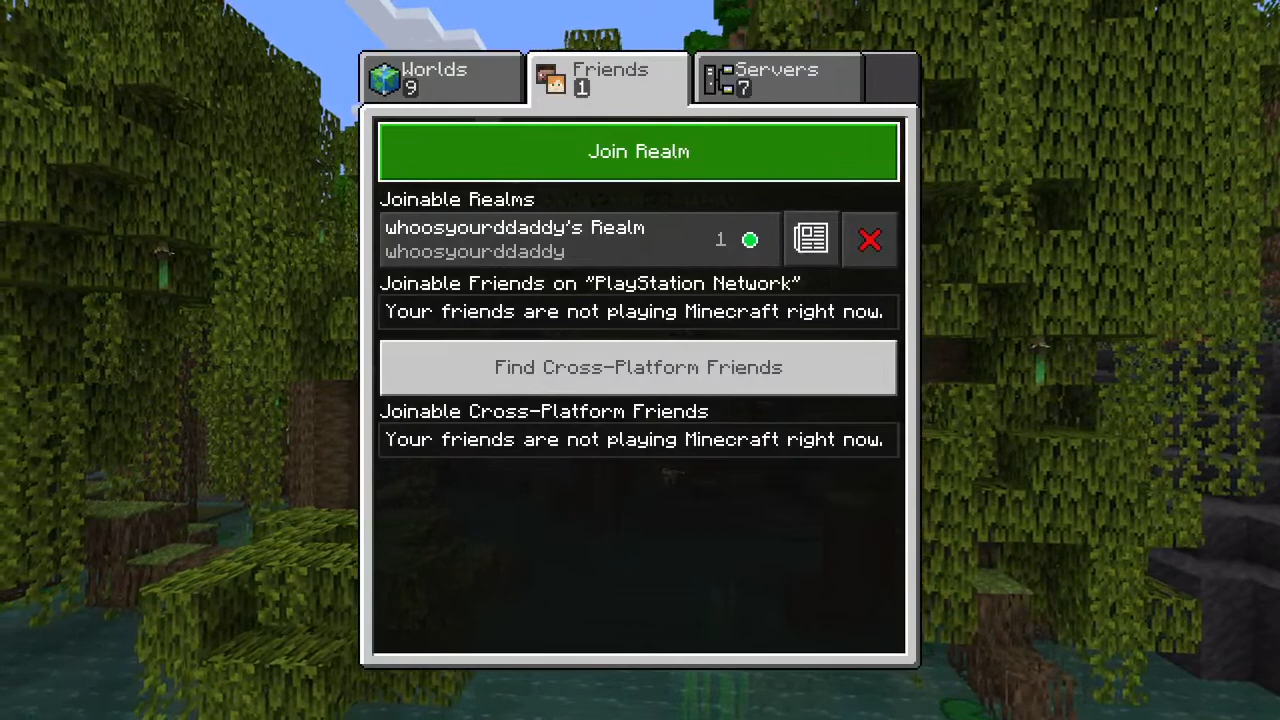 Worlds
9
Friends
1
Servers
7
Join Realm
Joinable Realms
whoosyourddaddy's Realm
1
whoosyourddaddy
Joinable Friends on "PlayStation Network"
Your friends are not playing Minecraft right now.
Find Cross-Platform Friends
Joinable Cross-Platform Friends
Your friends are not playing Minecraft right now.